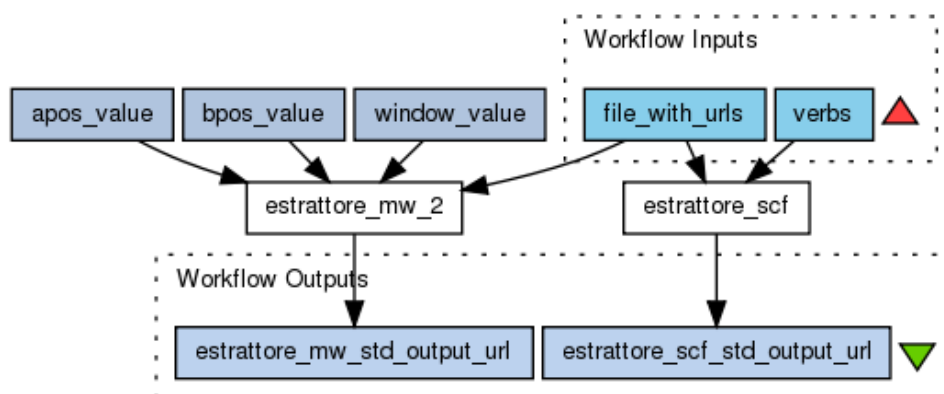 Workflow Inputs
apos_value
bpos_value
window_value
file_with_urls
verbs
estrattore_mw_2
estrattore_scf
Workflow Outputs
estrattore_mw_std_output_url
estrattore_scf_std_output_url